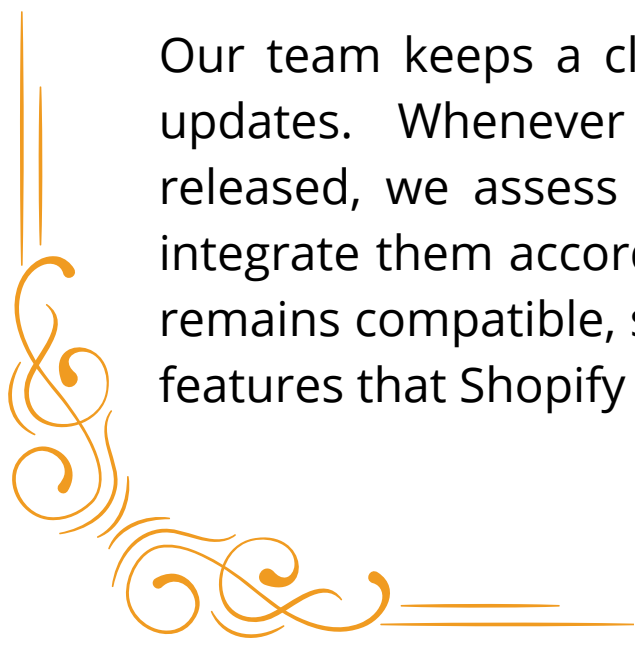 Our team keeps a
updates. Whenever
released, we assess
integrate them
remains compatible,
features that Shopify